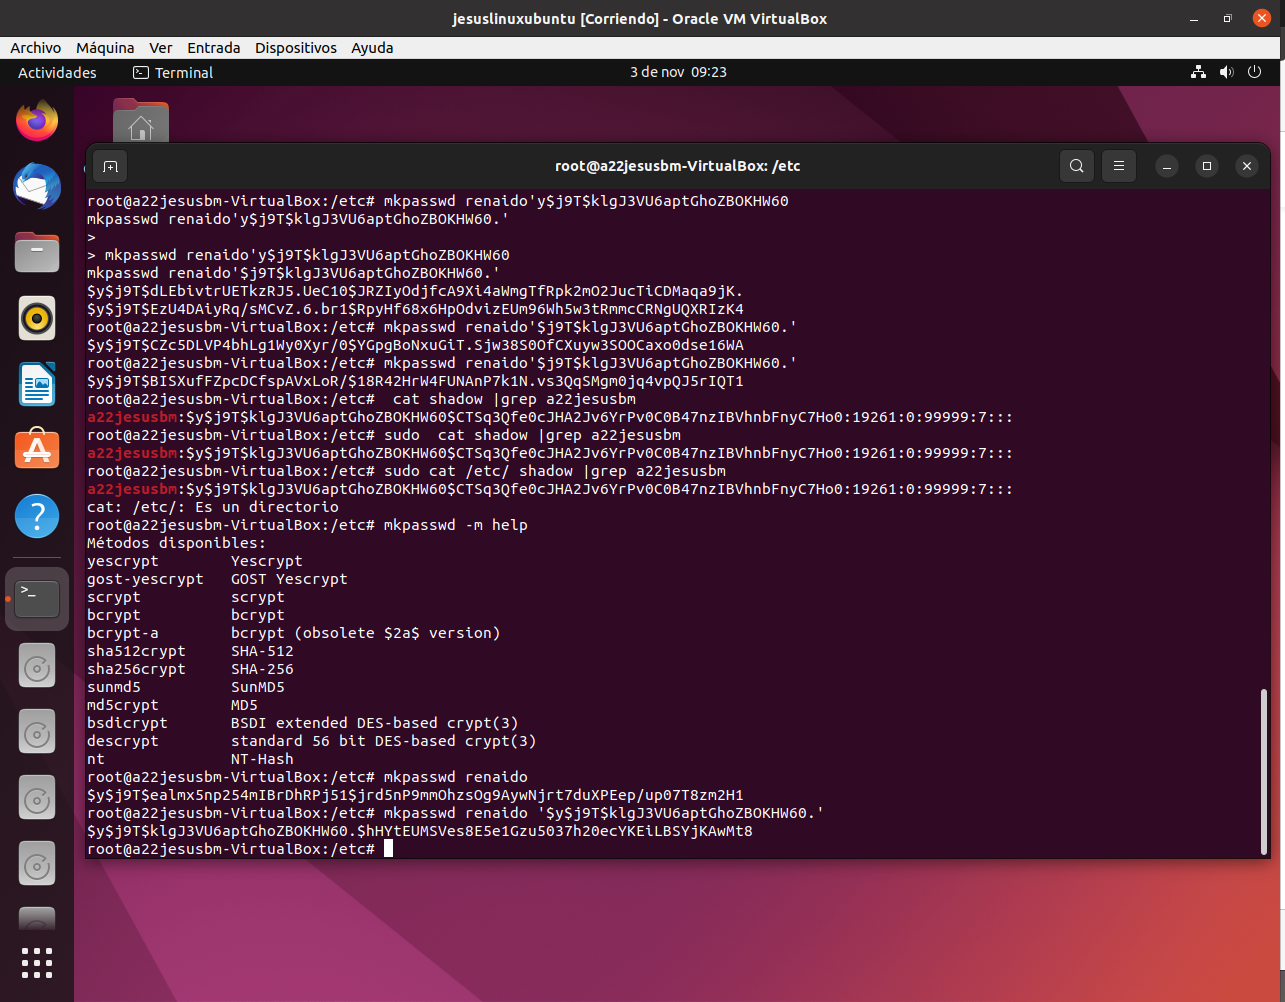 jesuslinuxubuntu [Corriendo] - Oracle VM VirtualBox
Archivo Máquina Ver Entrada Dispositivos Ayuda
Actividades Terminal 3 de nov 09:23
root@a22jesusbm-VirtualBox: /etc
root@a22jesusbm-VirtualBox:/etc# mkpasswd renaido'y$j9T$klgJ3VU6aptGhoZBOKHW60
mkpasswd renaido'y$j9T$klgJ3VU6aptGhoZBOKHW60.'
>
> mkpasswd renaido'y$j9T$klgJ3VU6aptGhoZBOKHW60
mkpasswd renaido'$j9T$klgJ3VU6aptGhoZBOKHW60.'
$y$j9T$dLEbivtrUETkzRJ5.UeC10$JRZIyOdjfcA9Xi4aWmgTfRpk2mO2JucTiCDMaqa9jK.
$y$j9T$EzU4DAiyRq/sMCvZ.6.br1$RpyHf68x6HpOdvizEUm96Wh5w3tRmmcCRNgUQXRIzK4
root@a22jesusbm-VirtualBox:/etc# mkpasswd renaido'$j9T$klgJ3VU6aptGhoZBOKHW60.'
$y$j9T$CZc5DLVP4bhLg1Wy0Xyr/0$YGpgBoNxuGiT.Sjw38S0OfCXuyw3SOOCaxo0dse16WA
root@a22jesusbm-VirtualBox:/etc# mkpasswd renaido'$j9T$klgJ3VU6aptGhoZBOKHW60.'
$y$j9T$BISXufFZpcDCfspAVxLoR/$18R42HrW4FUNAnP7k1N.vs3QqSMgm0jq4vpQJ5rIQT1
root@a22jesusbm-VirtualBox:/etc#  cat shadow |grep a22jesusbm
a22jesusbm:$y$j9T$klgJ3VU6aptGhoZBOKHW60$CTSq3Qfe0cJHA2Jv6YrPv0C0B47nzIBVhnbFnyC7Ho0:19261:0:99999:7:::
root@a22jesusbm-VirtualBox:/etc# sudo  cat shadow |grep a22jesusbm
a22jesusbm:$y$j9T$klgJ3VU6aptGhoZBOKHW60$CTSq3Qfe0cJHA2Jv6YrPv0C0B47nzIBVhnbFnyC7Ho0:19261:0:99999:7:::
root@a22jesusbm-VirtualBox:/etc# sudo cat /etc/ shadow |grep a22jesusbm
a22jesusbm:$y$j9T$klgJ3VU6aptGhoZBOKHW60$CTSq3Qfe0cJHA2Jv6YrPv0C0B47nzIBVhnbFnyC7Ho0:19261:0:99999:7:::
cat: /etc/: Es un directorio
root@a22jesusbm-VirtualBox:/etc# mkpasswd -m help
Métodos disponibles:
yescrypt        Yescrypt
gost-yescrypt   GOST Yescrypt
scrypt          scrypt
bcrypt          bcrypt
bcrypt-a        bcrypt (obsolete $2a$ version)
sha512crypt     SHA-512
sha256crypt     SHA-256
sunmd5          SunMD5
md5crypt        MD5
bsdicrypt       BSDI extended DES-based crypt(3)
descrypt        standard 56 bit DES-based crypt(3)
nt              NT-Hash
root@a22jesusbm-VirtualBox:/etc# mkpasswd renaido
$y$j9T$ealmx5np254mIBrDhRPj51$jrd5nP9mmOhzsOg9AywNjrt7duXPEep/up07T8zm2H1
root@a22jesusbm-VirtualBox:/etc# mkpasswd renaido '$y$j9T$klgJ3VU6aptGhoZBOKHW60.'
$y$j9T$klgJ3VU6aptGhoZBOKHW60.$hHYtEUMSVes8E5e1Gzu5037h20ecYKEiLBSYjKAwMt8
root@a22jesusbm-VirtualBox:/etc#